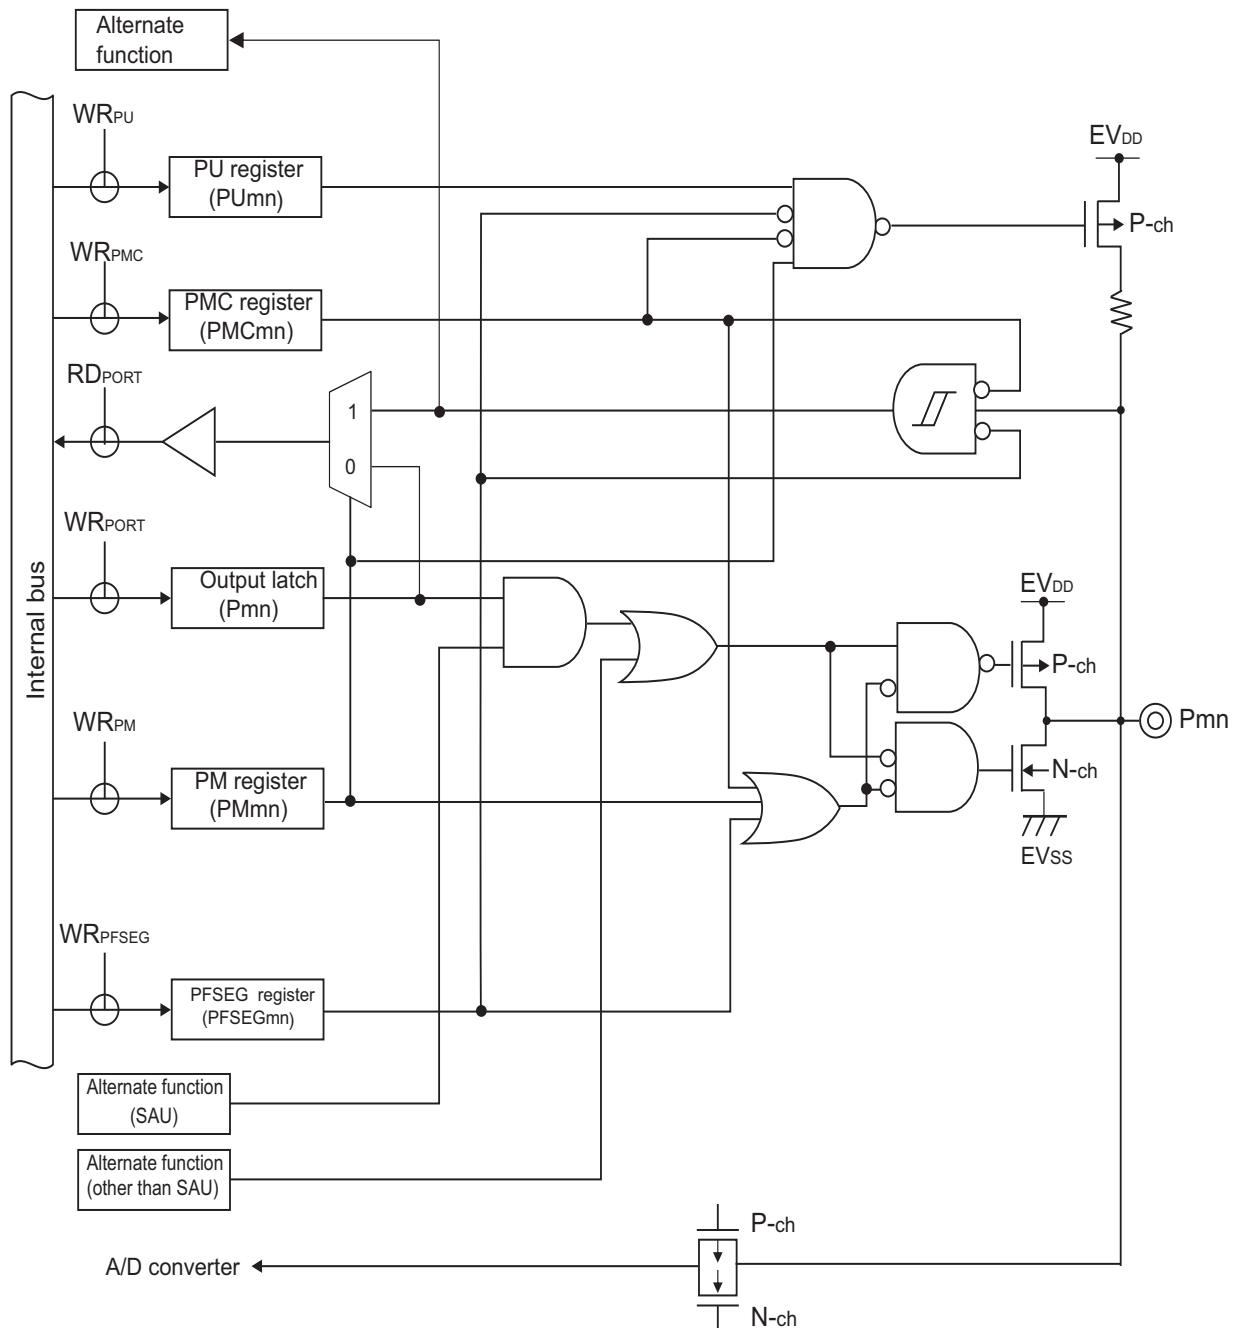 Alternate
function
WRPU
PU register
(PUmn)
EVDD
P-ch
WRPMC
PMC register
(PMCmn)
RDPORT
1
0
WRPORT
Output latch
(Pmn)
Internal bus
EVDD
P-ch
Pmn
WRPM
PM register
(PMmn)
N-ch
EVSS
WRPFSEG
PFSEG register
(PFSEGmn)
Alternate function
(SAU)
Alternate function
(other than SAU)
P-ch
A/D converter
N-ch